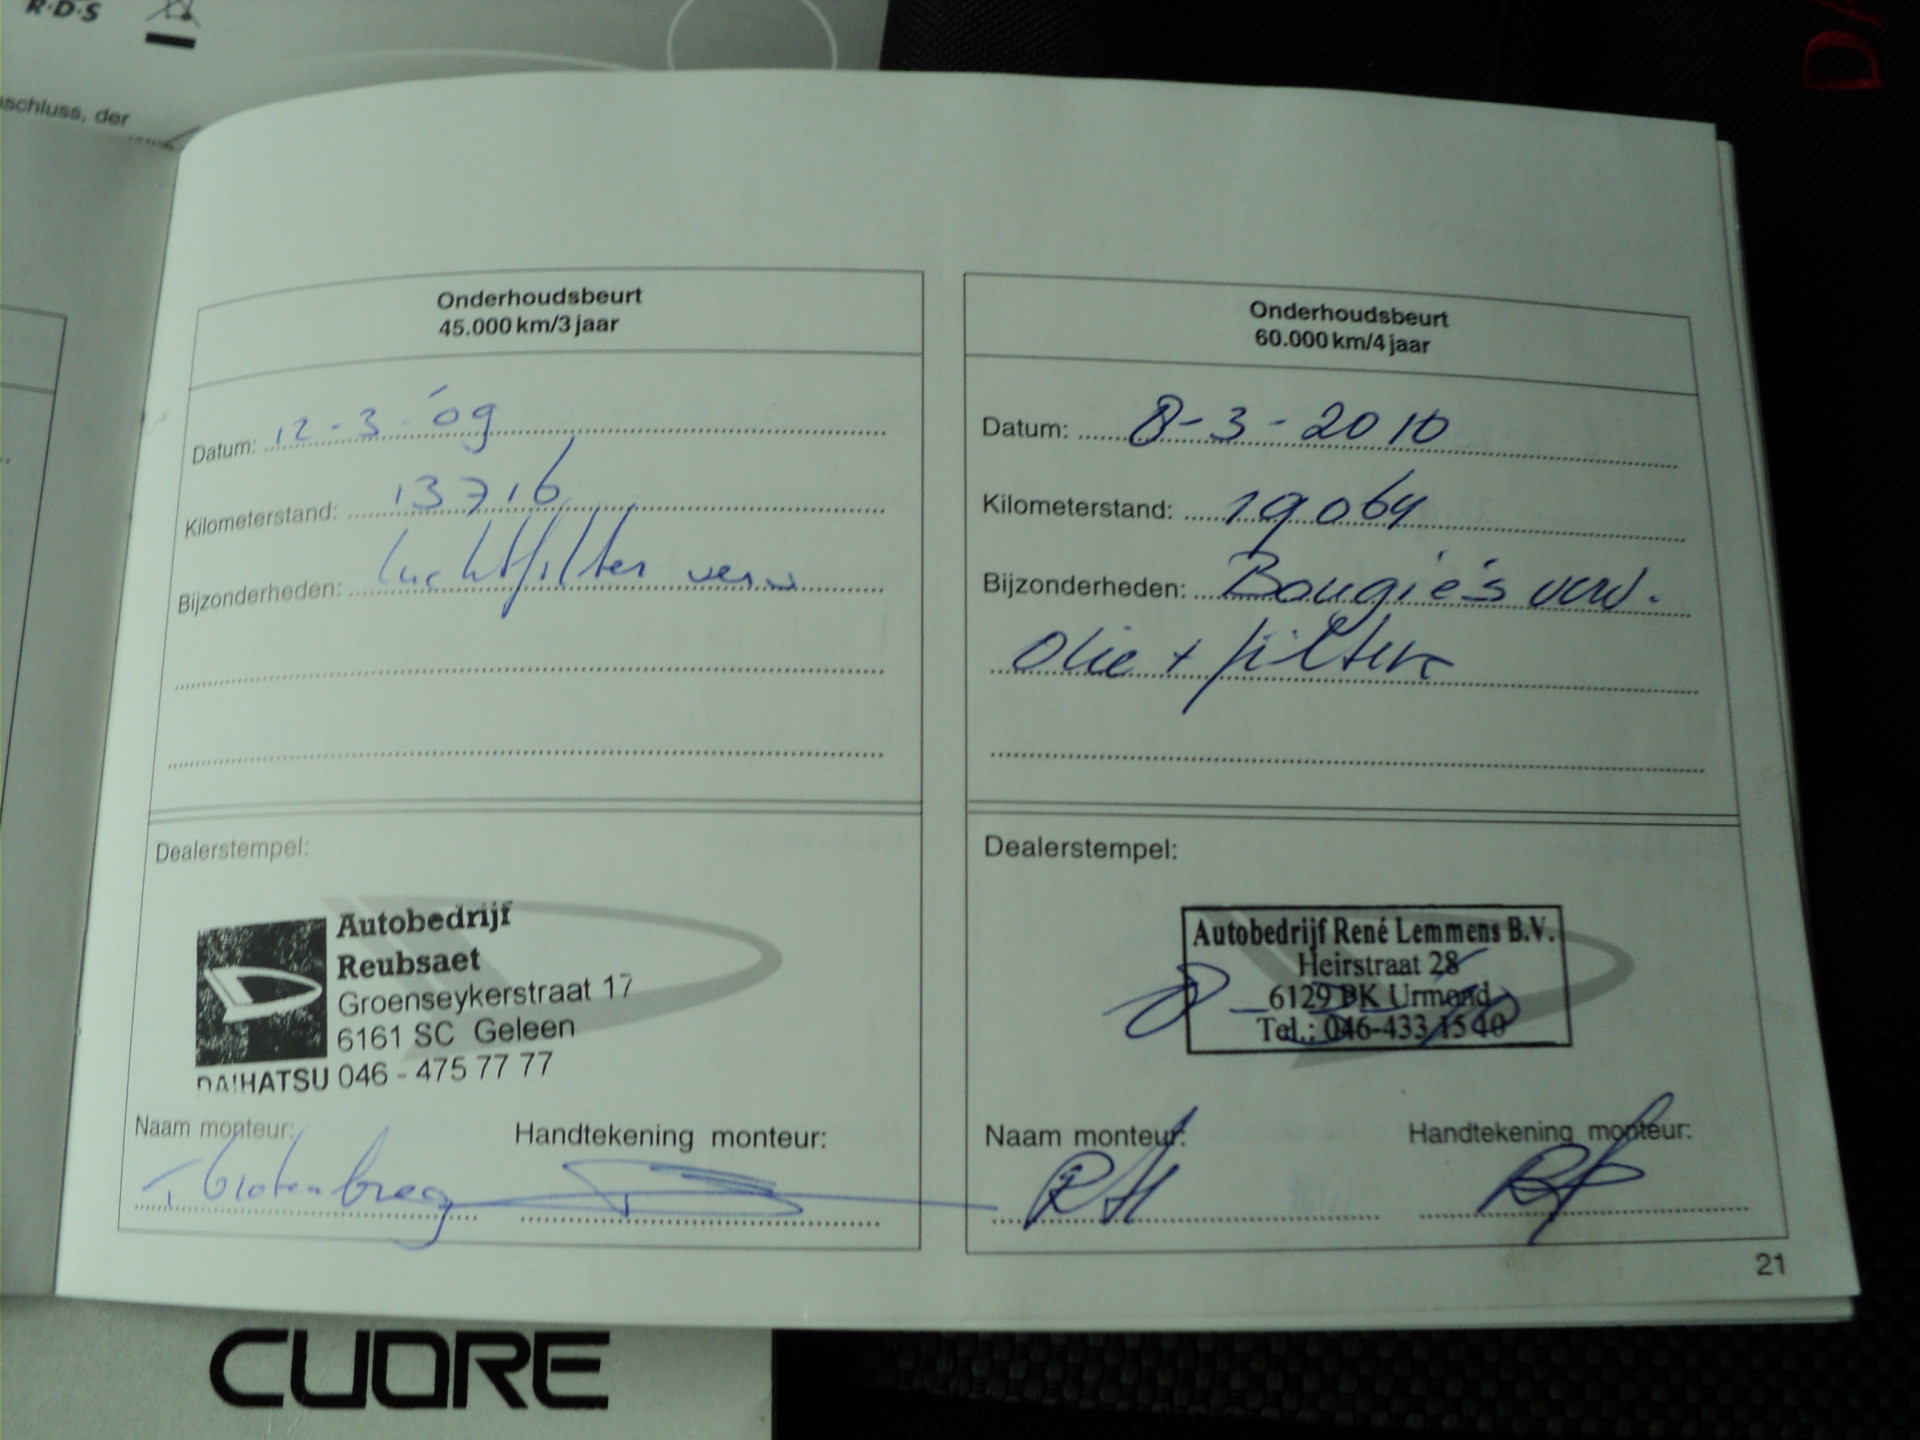 R·D·S
schluss, der
DA
Onderhoudsbeurt
45.000 km/3 jaar
Datum: 12-3-'09
Kilometerstand: 13716
Bijzonderheden: luchtfilter verv
Dealerstempel:
Autobedrijf
Reubsaet
Groenseykerstraat 17
6161 SC Geleen
DAIHATSU 046 - 475 77 77
Naam monteur: Handtekening monteur:
Onderhoudsbeurt
60.000 km/4 jaar
Datum: 8-3-2010
Kilometerstand: 19064
Bijzonderheden: Bougie's verv.
Olie + filter
Dealerstempel:
Autobedrijf René Lemmens B.V.
Heirstraat 28
6129 BK Urmond
Tel.: 046-433 15 40
Naam monteur: Handtekening monteur:
21
CUORE